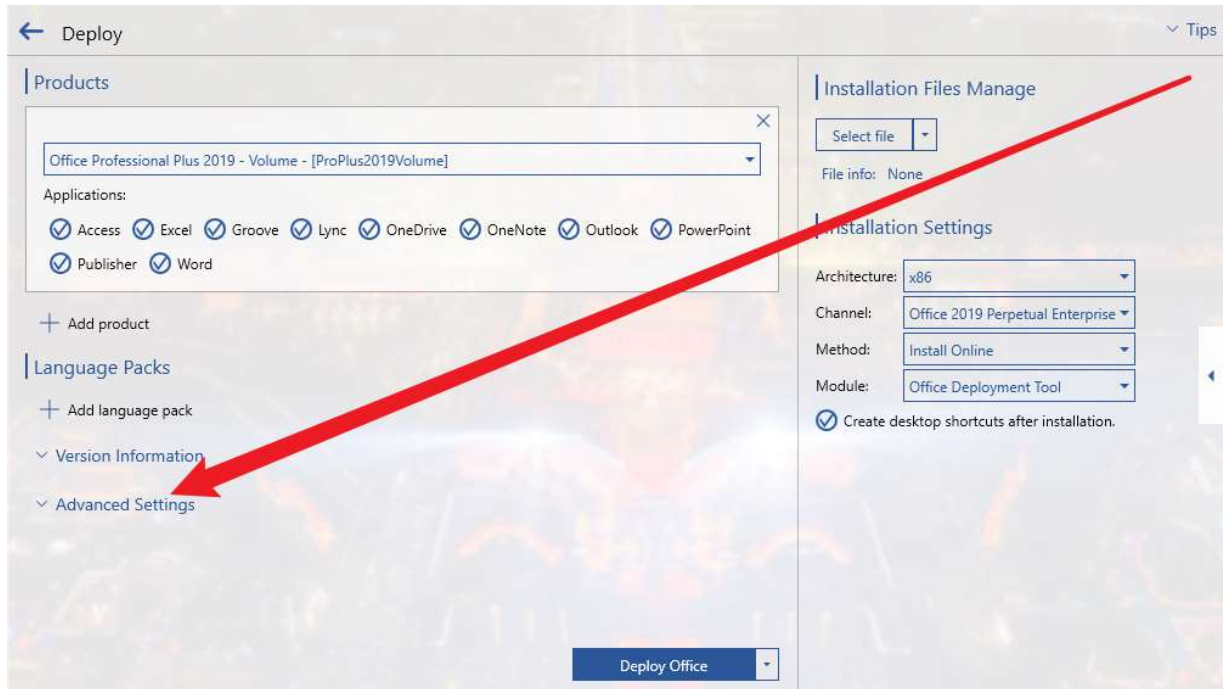 Deploy
Tips
Products
Office Professional Plus 2019 - Volume - [ProPlus2019Volume]
Applications:
Access Excel Groove Lync OneDrive OneNote Outlook PowerPoint
Publisher Word
Add product
Language Packs
Add language pack
Version Information
Advanced Settings
Installation Files Manage
Select file
File info: None
Installation Settings
Architecture: x86
Channel: Office 2019 Perpetual Enterprise
Method: Install Online
Module: Office Deployment Tool
Create desktop shortcuts after installation.
Deploy Office